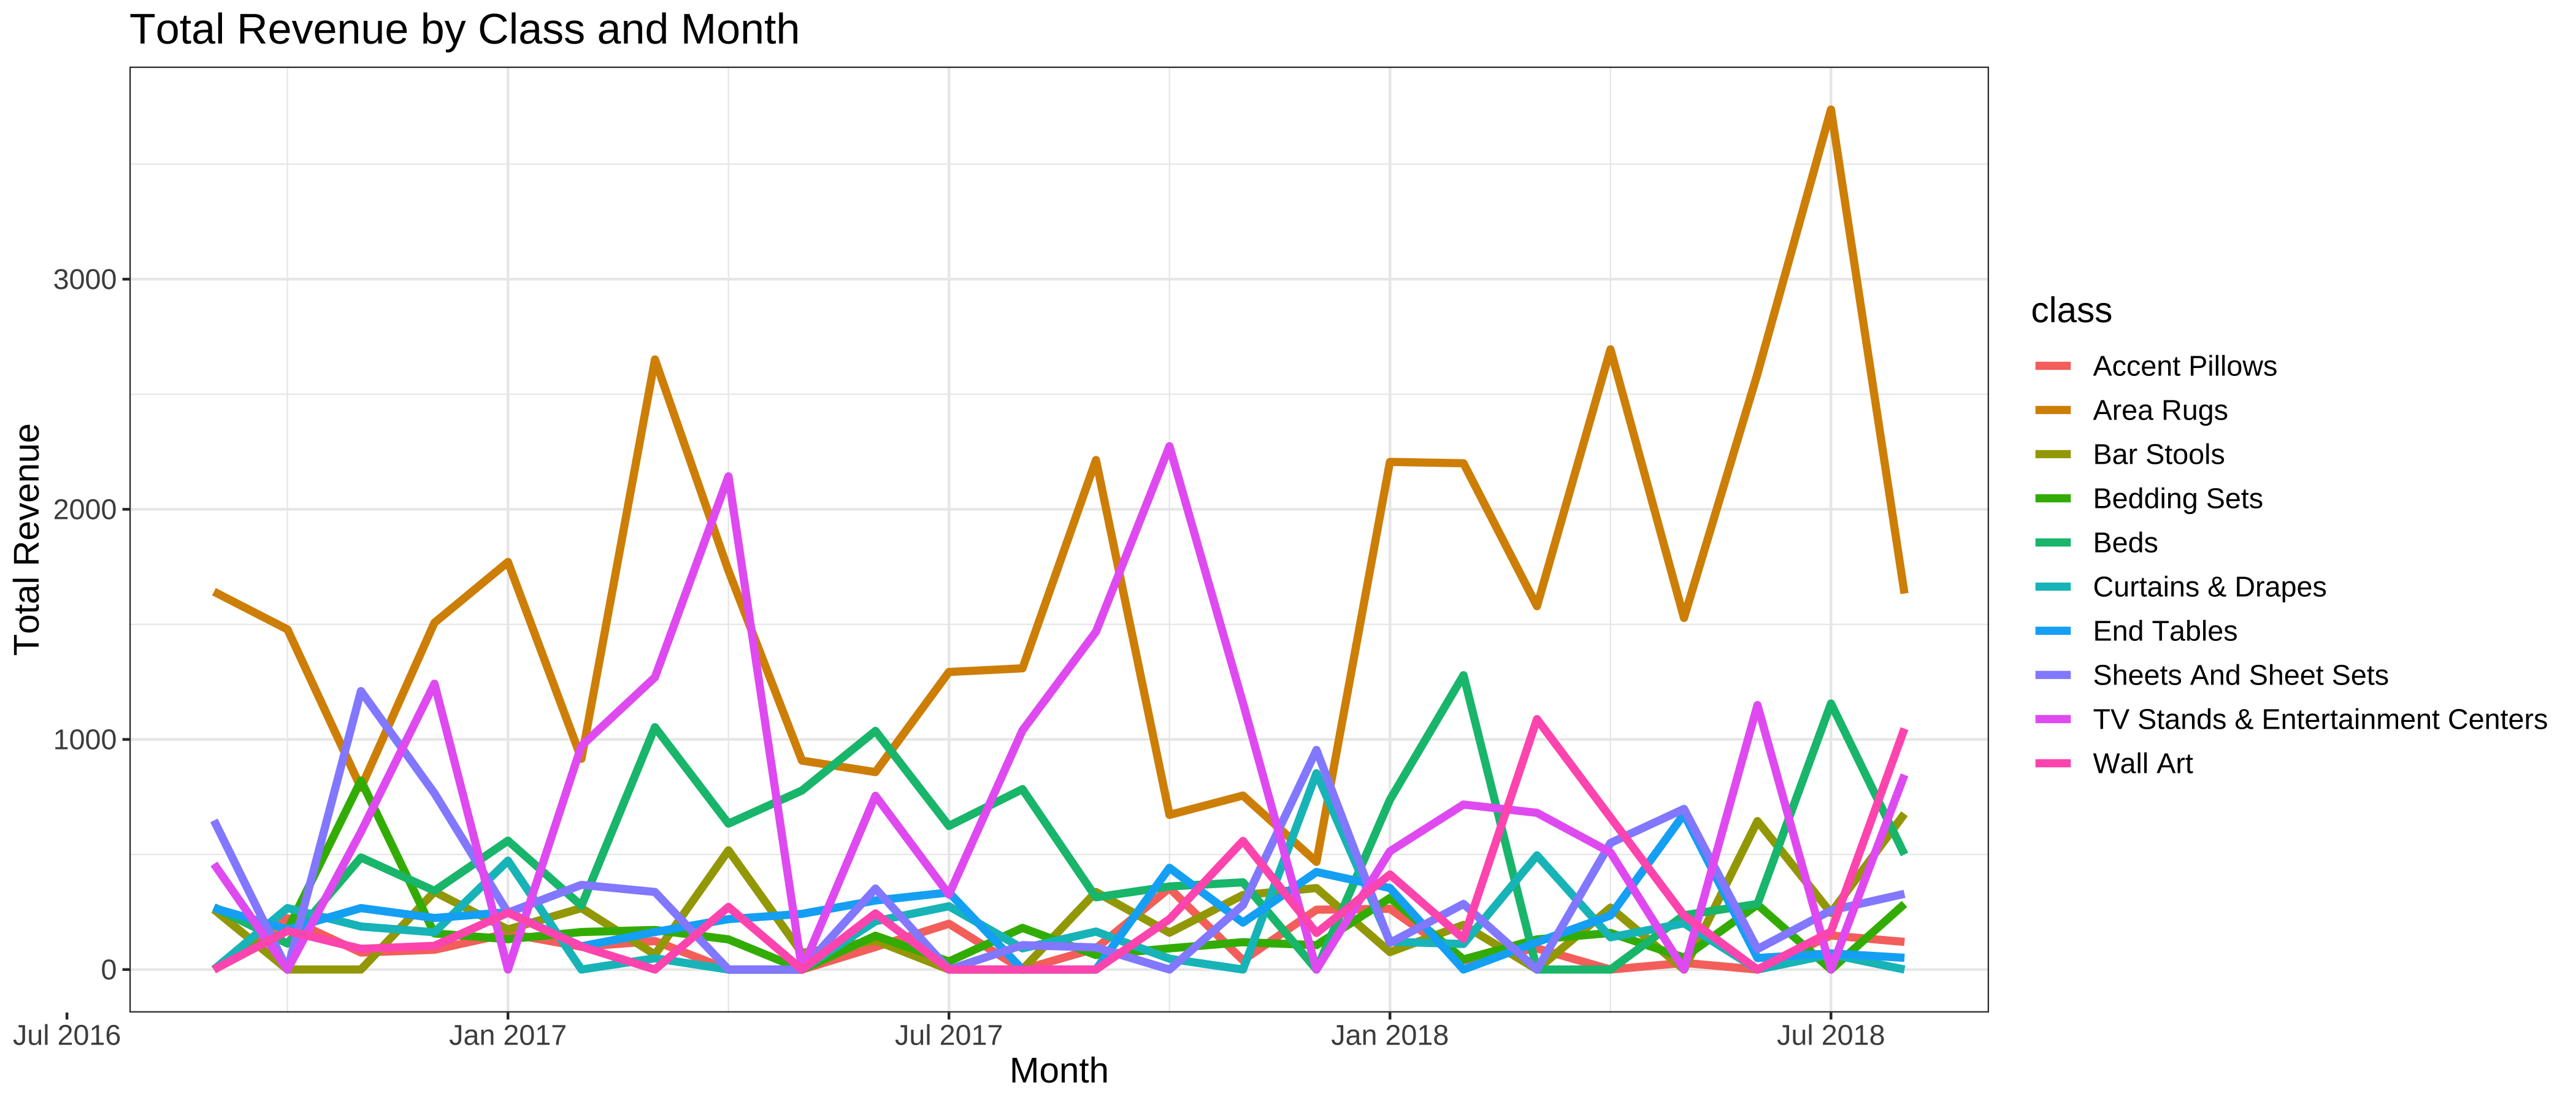 Total Revenue by Class and Month
Total Revenue
3000
2000
1000
0
Jul 2016
Jan 2017
Jul 2017
Jan 2018
Jul 2018
Month
class
Accent Pillows
Area Rugs
Bar Stools
Bedding Sets
Beds
Curtains & Drapes
End Tables
Sheets And Sheet Sets
TV Stands & Entertainment Centers
Wall Art